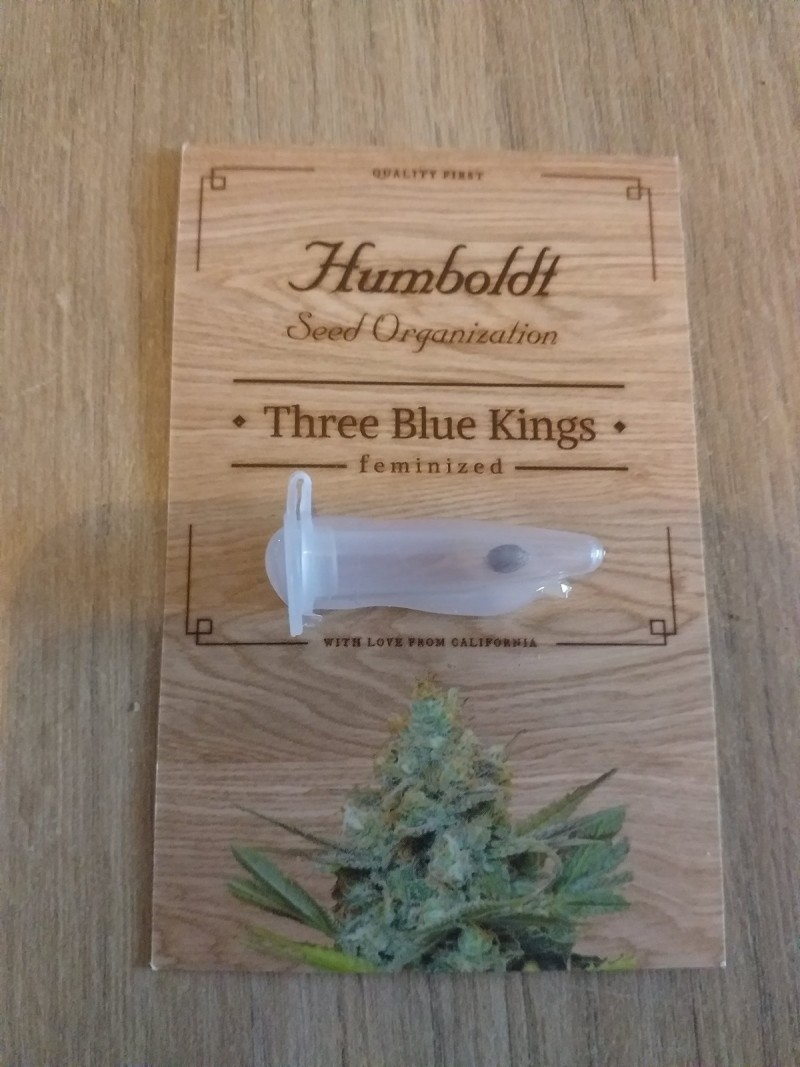 QUALITY FIRST
Humboldt
Seed Organization
Three Blue Kings
feminized
WITH LOVE FROM CALIFORNIA